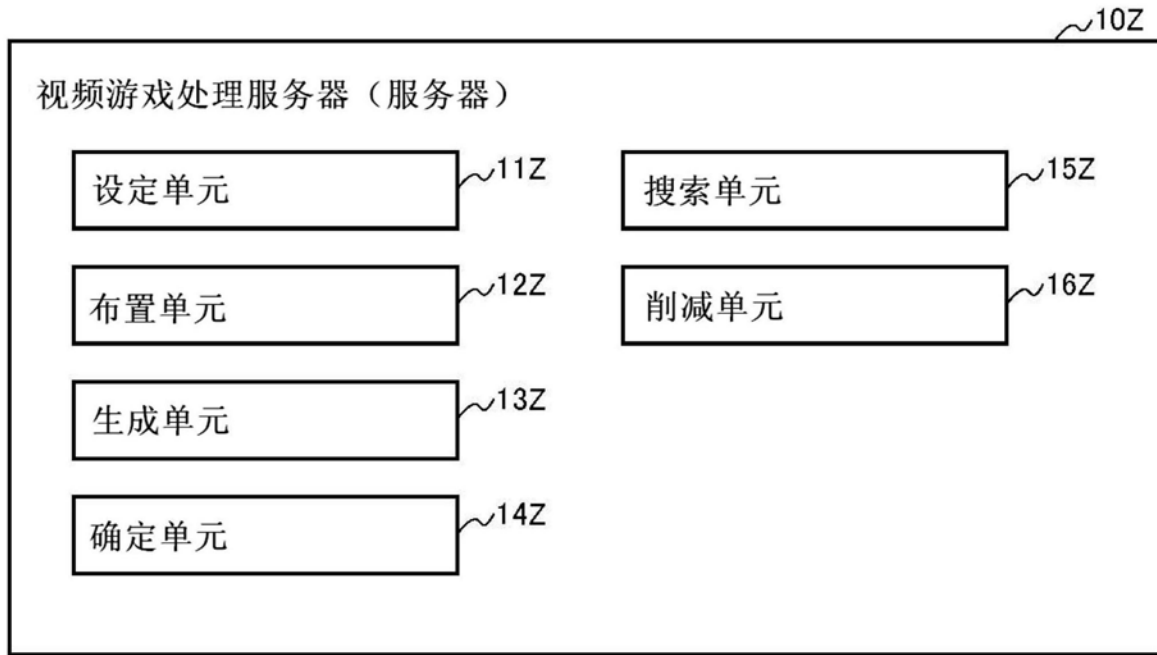 10Z
视频游戏处理服务器（服务器）
设定单元 11Z
布置单元 12Z
生成单元 13Z
确定单元 14Z
搜索单元 15Z
削减单元 16Z